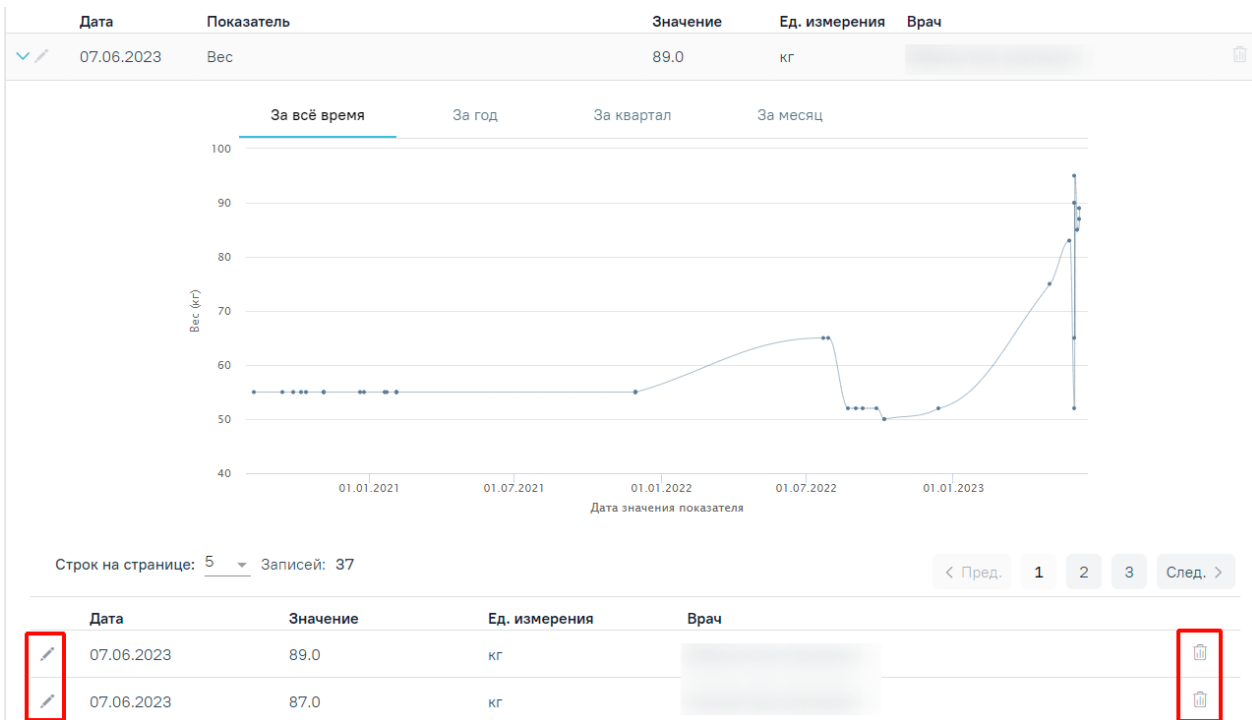 Дата Показатель Значение Ед. измерения Врач
07.06.2023 Вес 89.0 кг
За всё время За год За квартал За месяц
100
90
80
70
60
50
40
Вес (кг)
01.01.2021 01.07.2021 01.01.2022 01.07.2022 01.01.2023
Дата значения показателя
Строк на странице: 5 Записей: 37 < Пред. 1 2 3 След. >
Дата Значение Ед. измерения Врач
07.06.2023 89.0 кг
07.06.2023 87.0 кг